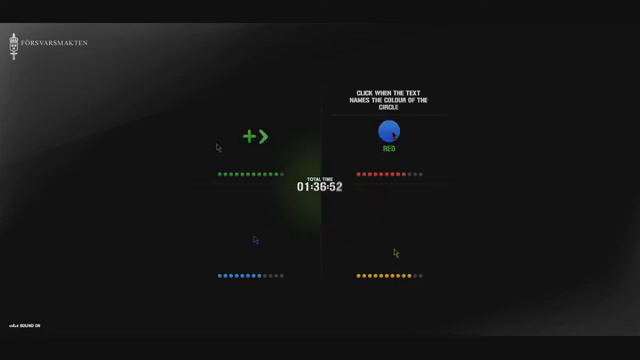 FÖRSVARSMAKTEN
CLICK WHEN THE TEXT
NAMES THE COLOUR OF THE
CIRCLE
RED
TOTAL TIME
01:36:52
SOUND ON